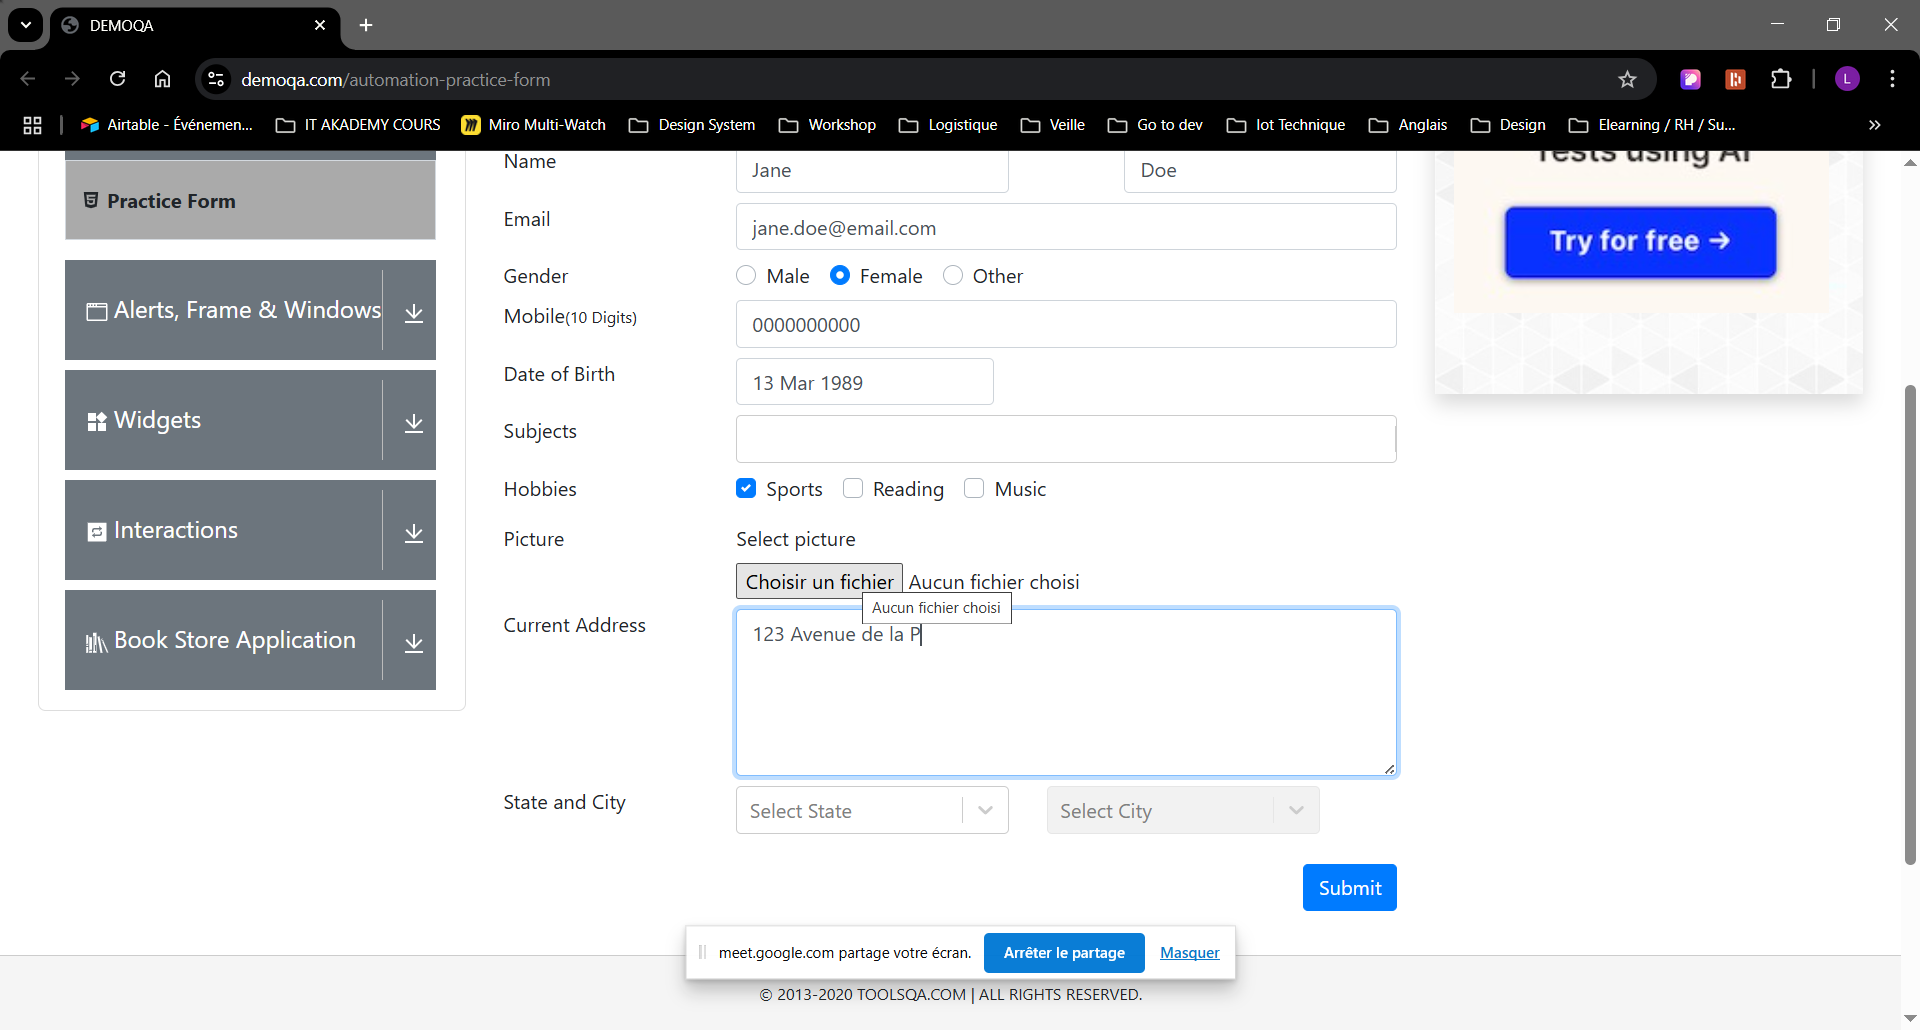 DEMOQA
demoqa.com/automation-practice-form
L
Airtable - Événemen... IT AKADEMY COURS Miro Multi-Watch Design System Workshop Logistique Veille Go to dev Iot Technique Anglais Design Elearning / RH / Su...
Practice Form
Alerts, Frame & Windows
Widgets
Interactions
Book Store Application
Name Jane Doe
Email jane.doe@email.com
Gender Male Female Other
Mobile(10 Digits) 0000000000
Date of Birth 13 Mar 1989
Subjects
Hobbies Sports Reading Music
Picture Select picture
Choisir un fichier Aucun fichier choisi
Aucun fichier choisi
Current Address 123 Avenue de la P
State and City Select State Select City
Submit
Tests using AI
Try for free →
meet.google.com partage votre écran. Arrêter le partage Masquer
© 2013-2020 TOOLSQA.COM | ALL RIGHTS RESERVED.